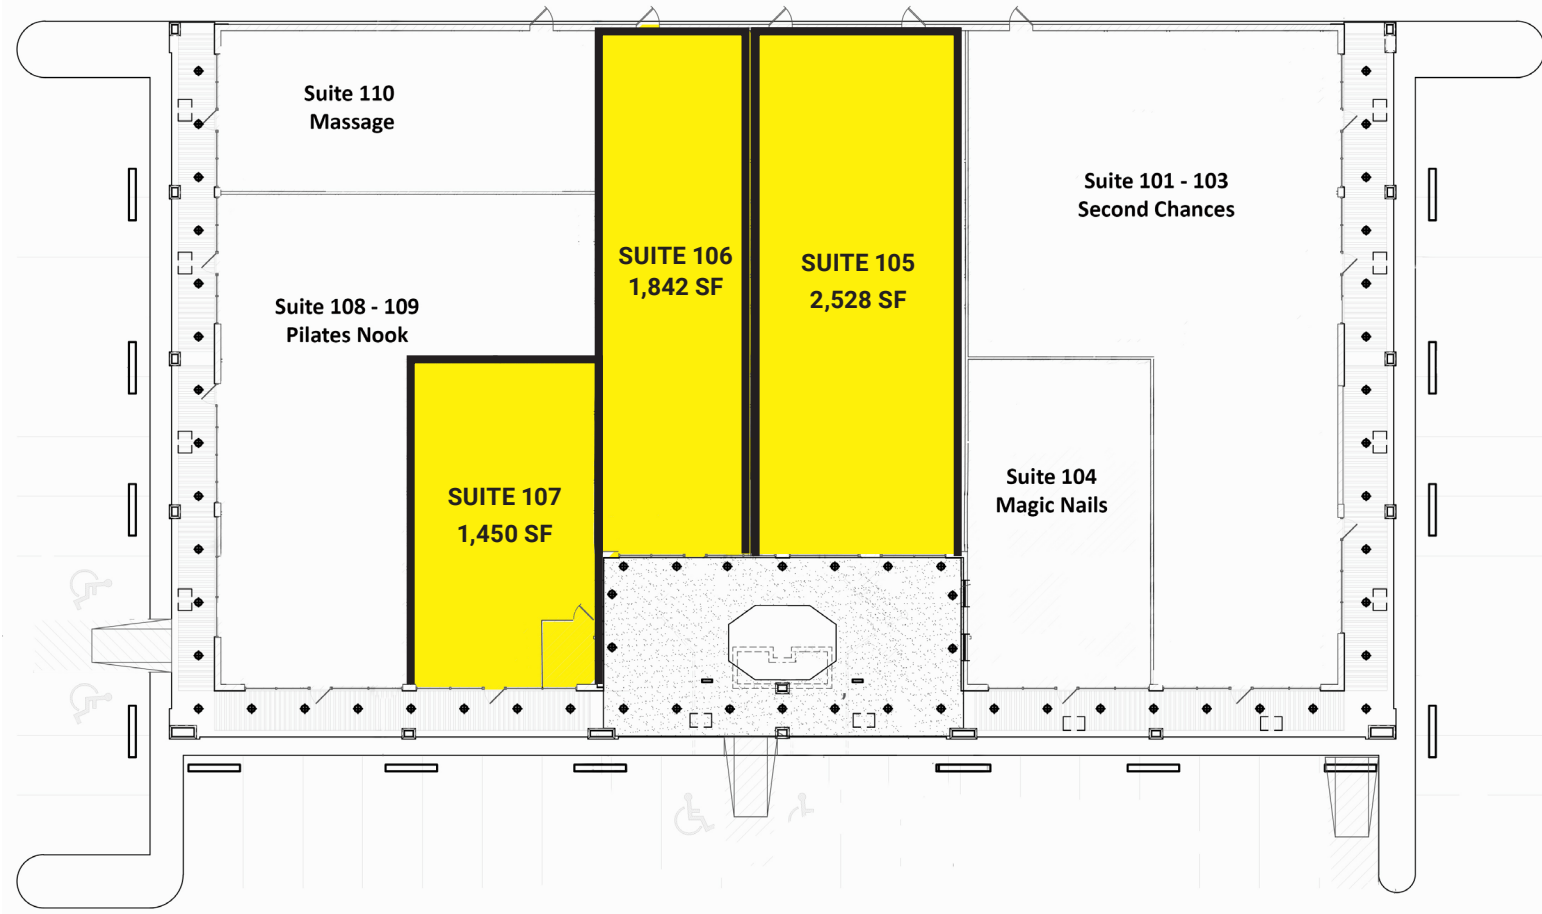 Suite 110
Massage
Suite 101 - 103
Second Chances
SUITE 106
1,842 SF
SUITE 105
2,528 SF
Suite 108 - 109
Pilates Nook
Suite 104
Magic Nails
SUITE 107
1,450 SF